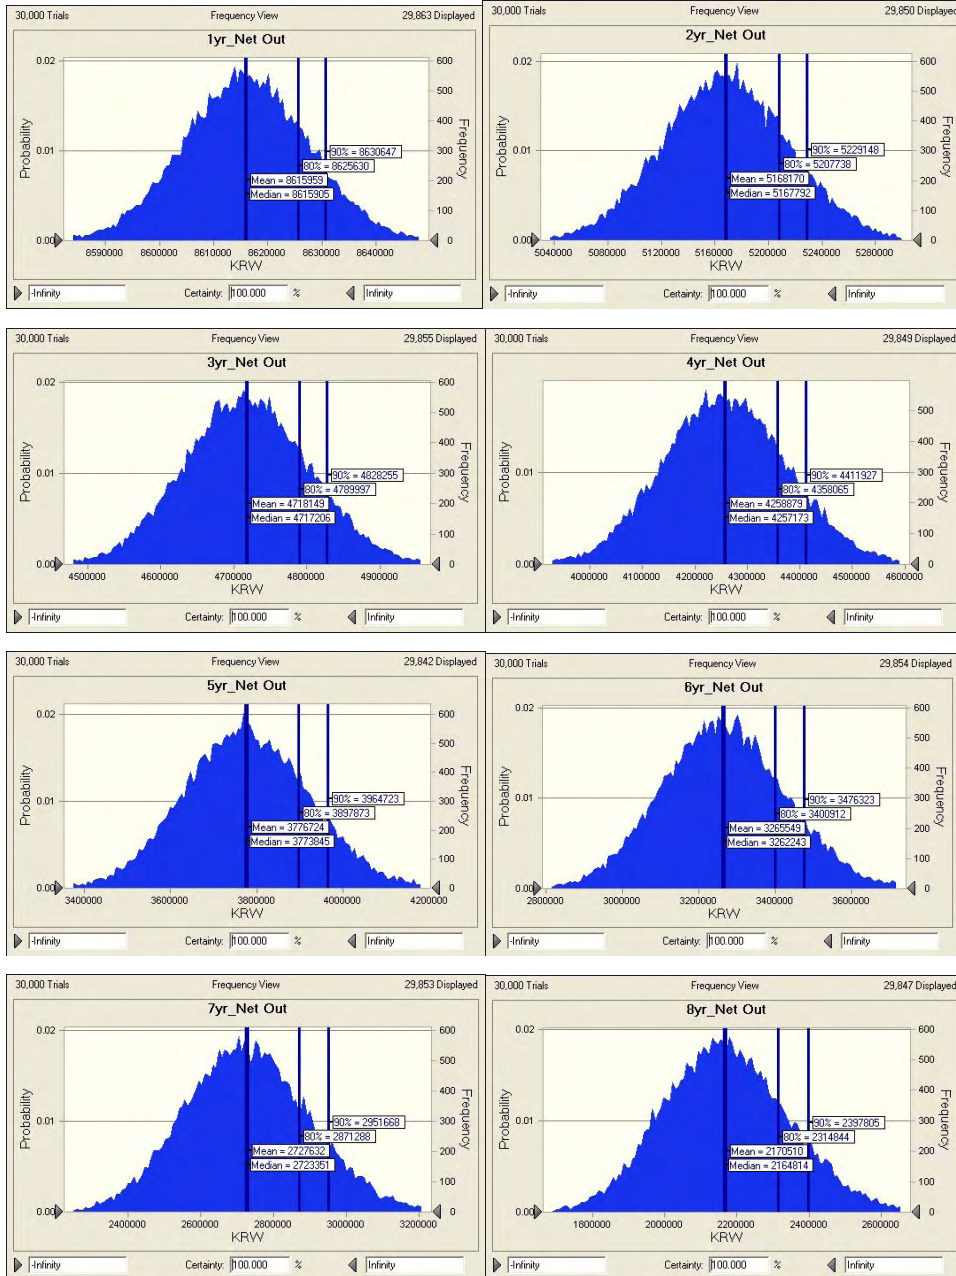 30,000 Trials Frequency View 29,863 Displayed
1yr_Net Out
0.02 600
500
400
0.01 300
200
100
0.00 0
Probability
Frequency
90% = 8630647
80% = 8625630
Mean = 8615959
Median = 8615905
8590000 8600000 8610000 8620000 8630000 8640000
KRW
-Infinity Certainty: 100.000 % Infinity
30,000 Trials Frequency View 29,850 Displayed
2yr_Net Out
0.02 600
500
400
0.01 300
200
100
0.00 0
Probability
Frequency
90% = 5229148
80% = 5207738
Mean = 5168170
Median = 5167792
5040000 5080000 5120000 5160000 5200000 5240000 5280000
KRW
-Infinity Certainty: 100.000 % Infinity
30,000 Trials Frequency View 29,855 Displayed
3yr_Net Out
0.02 600
500
400
0.01 300
200
100
0.00 0
Probability
Frequency
90% = 4828255
80% = 4789997
Mean = 4718149
Median = 4717206
4500000 4600000 4700000 4800000 4900000
KRW
-Infinity Certainty: 100.000 % Infinity
30,000 Trials Frequency View 29,849 Displayed
4yr_Net Out
0.02
500
400
0.01 300
200
100
0.00 0
Probability
Frequency
90% = 4411927
80% = 4358065
Mean = 4258879
Median = 4257173
4000000 4100000 4200000 4300000 4400000 4500000 4600000
KRW
-Infinity Certainty: 100.000 % Infinity
30,000 Trials Frequency View 29,842 Displayed
5yr_Net Out
0.02 600
500
400
0.01 300
200
100
0.00 0
Probability
Frequency
90% = 3964723
80% = 3897873
Mean = 3776724
Median = 3773845
3400000 3600000 3800000 4000000 4200000
KRW
-Infinity Certainty: 100.000 % Infinity
30,000 Trials Frequency View 29,854 Displayed
6yr_Net Out
0.02 600
500
400
0.01 300
200
100
0.00 0
Probability
Frequency
90% = 3476323
80% = 3400912
Mean = 3265549
Median = 3262243
2800000 3000000 3200000 3400000 3600000
KRW
-Infinity Certainty: 100.000 % Infinity
30,000 Trials Frequency View 29,853 Displayed
7yr_Net Out
0.02 600
500
400
0.01 300
200
100
0.00 0
Probability
Frequency
90% = 2951668
80% = 2871288
Mean = 2727632
Median = 2723351
2400000 2600000 2800000 3000000 3200000
KRW
-Infinity Certainty: 100.000 % Infinity
30,000 Trials Frequency View 29,847 Displayed
8yr_Net Out
0.02 600
500
400
0.01 300
200
100
0.00 0
Probability
Frequency
90% = 2397805
80% = 2314844
Mean = 2170510
Median = 2164814
1800000 2000000 2200000 2400000 2600000
KRW
-Infinity Certainty: 100.000 % Infinity